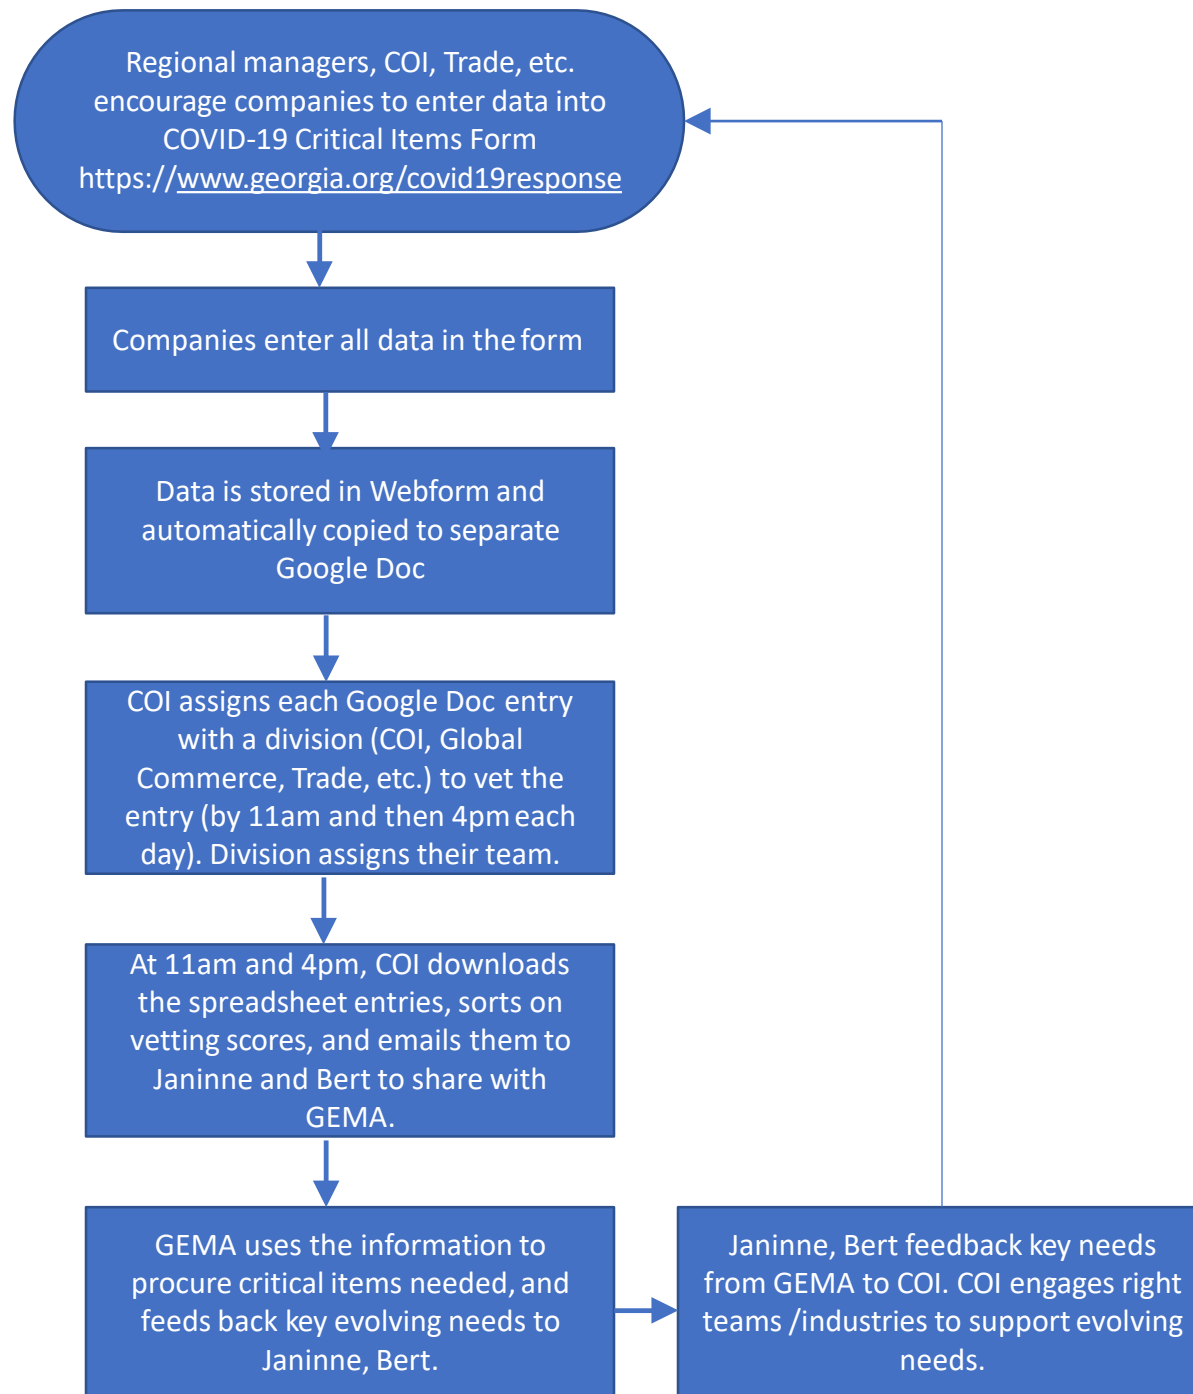 Regional managers, COI, Trade, etc.
encourage companies to enter data into
COVID-19 Critical Items Form
https://www.georgia.org/covid19response
Companies enter all data in the form
Data is stored in Webform and
automatically copied to separate
Google Doc
COI assigns each Google Doc entry
with a division (COI, Global
Commerce, Trade, etc.) to vet the
entry (by 11am and then 4pm each
day). Division assigns their team.
At 11am and 4pm, COI downloads
the spreadsheet entries, sorts on
vetting scores, and emails them to
Janinne and Bert to share with
GEMA.
GEMA uses the information to
procure critical items needed, and
feeds back key evolving needs to
Janinne, Bert.
Janinne, Bert feedback key needs
from GEMA to COI. COI engages right
teams /industries to support evolving
needs.